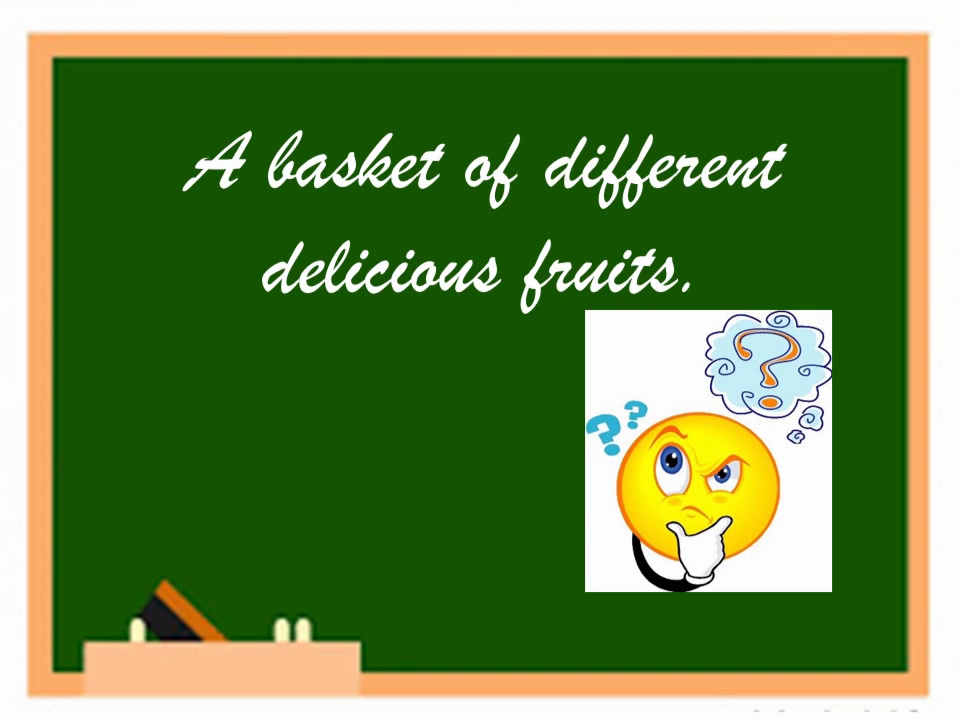 A basket of different
delicious fruits.
? ? ?